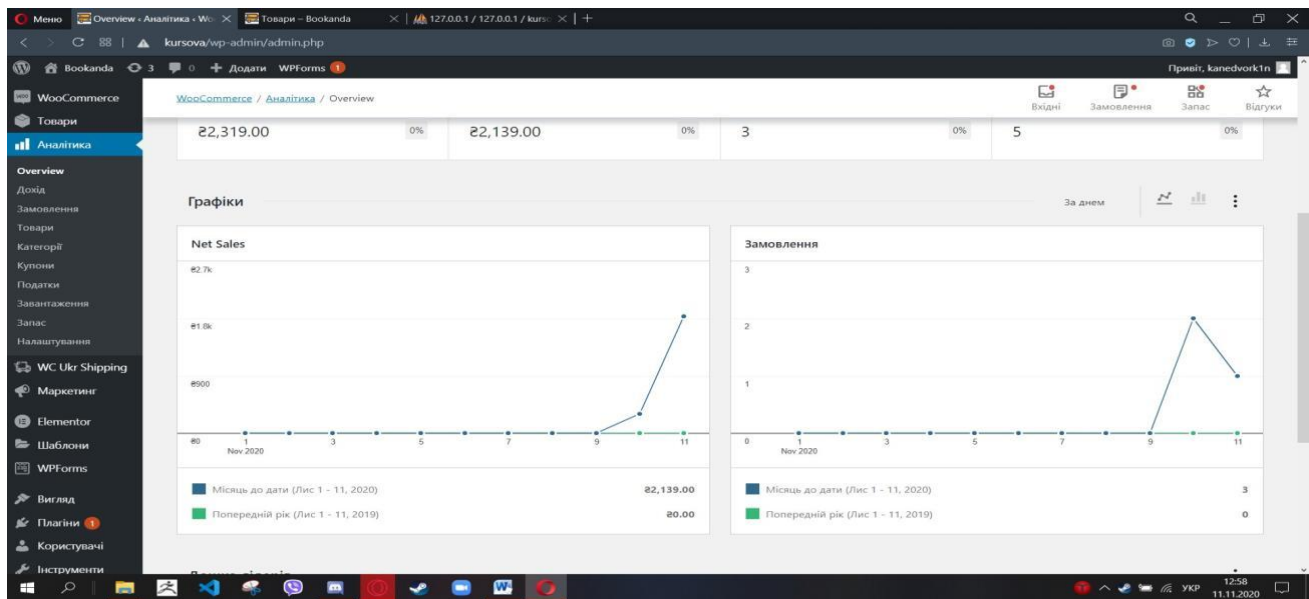 Меню
Overview ‹ Аналітика ‹ Wo
Товари – Bookanda
127.0.0.1 / 127.0.0.1 / kurso
kursova/wp-admin/admin.php
Bookanda 3 0 + Додати WPForms 1
Привіт, kanedvork1n
WooCommerce
Товари
Аналітика
Overview
Дохід
Замовлення
Товари
Категорії
Купони
Податки
Завантаження
Запас
Налаштування
WC Ukr Shipping
Маркетинг
Elementor
Шаблони
WPForms
Вигляд
Плагіни 1
Користувачі
Інструменти
WooCommerce / Аналітика / Overview
Вхідні
Замовлення
Запас
Відгуки
₴2,319.00 0% ₴2,139.00 0% 3 0% 5 0%
Графіки
За днем
Net Sales
₴2.7k
₴1.8k
₴900
₴0 1 3 5 7 9 11
Nov 2020
Місяць до дати (Лис 1 - 11, 2020) ₴2,139.00
Попередній рік (Лис 1 - 11, 2019) ₴0.00
Замовлення
3
2
1
0 1 3 5 7 9 11
Nov 2020
Місяць до дати (Лис 1 - 11, 2020) 3
Попередній рік (Лис 1 - 11, 2019) 0
УКР
12:58
11.11.2020